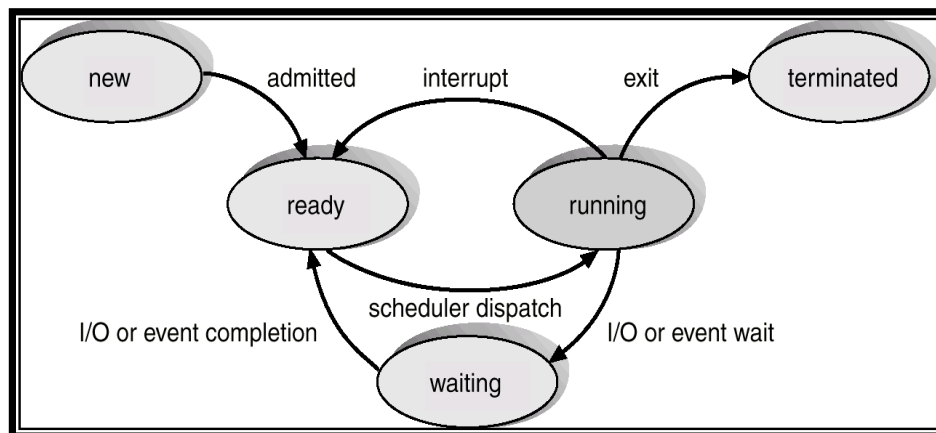 new
admitted
interrupt
exit
terminated
ready
running
scheduler dispatch
I/O or event completion
I/O or event wait
waiting